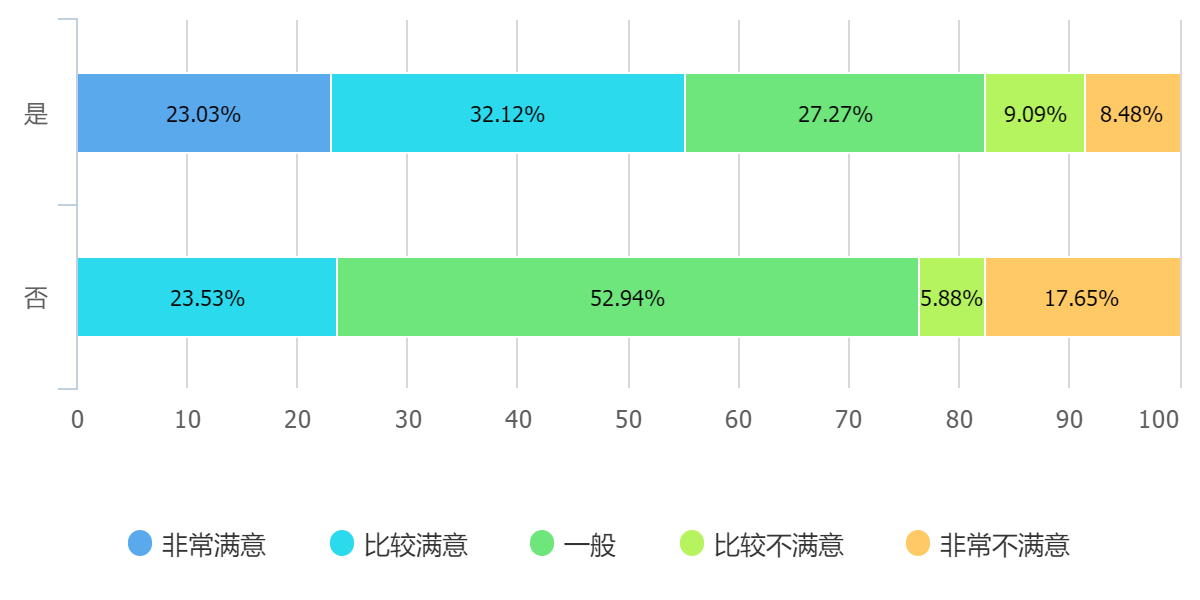 是 23.03% 32.12% 27.27% 9.09% 8.48%
否 23.53% 52.94% 5.88% 17.65%
0 10 20 30 40 50 60 70 80 90 100
非常满意 比较满意 一般 比较不满意 非常不满意